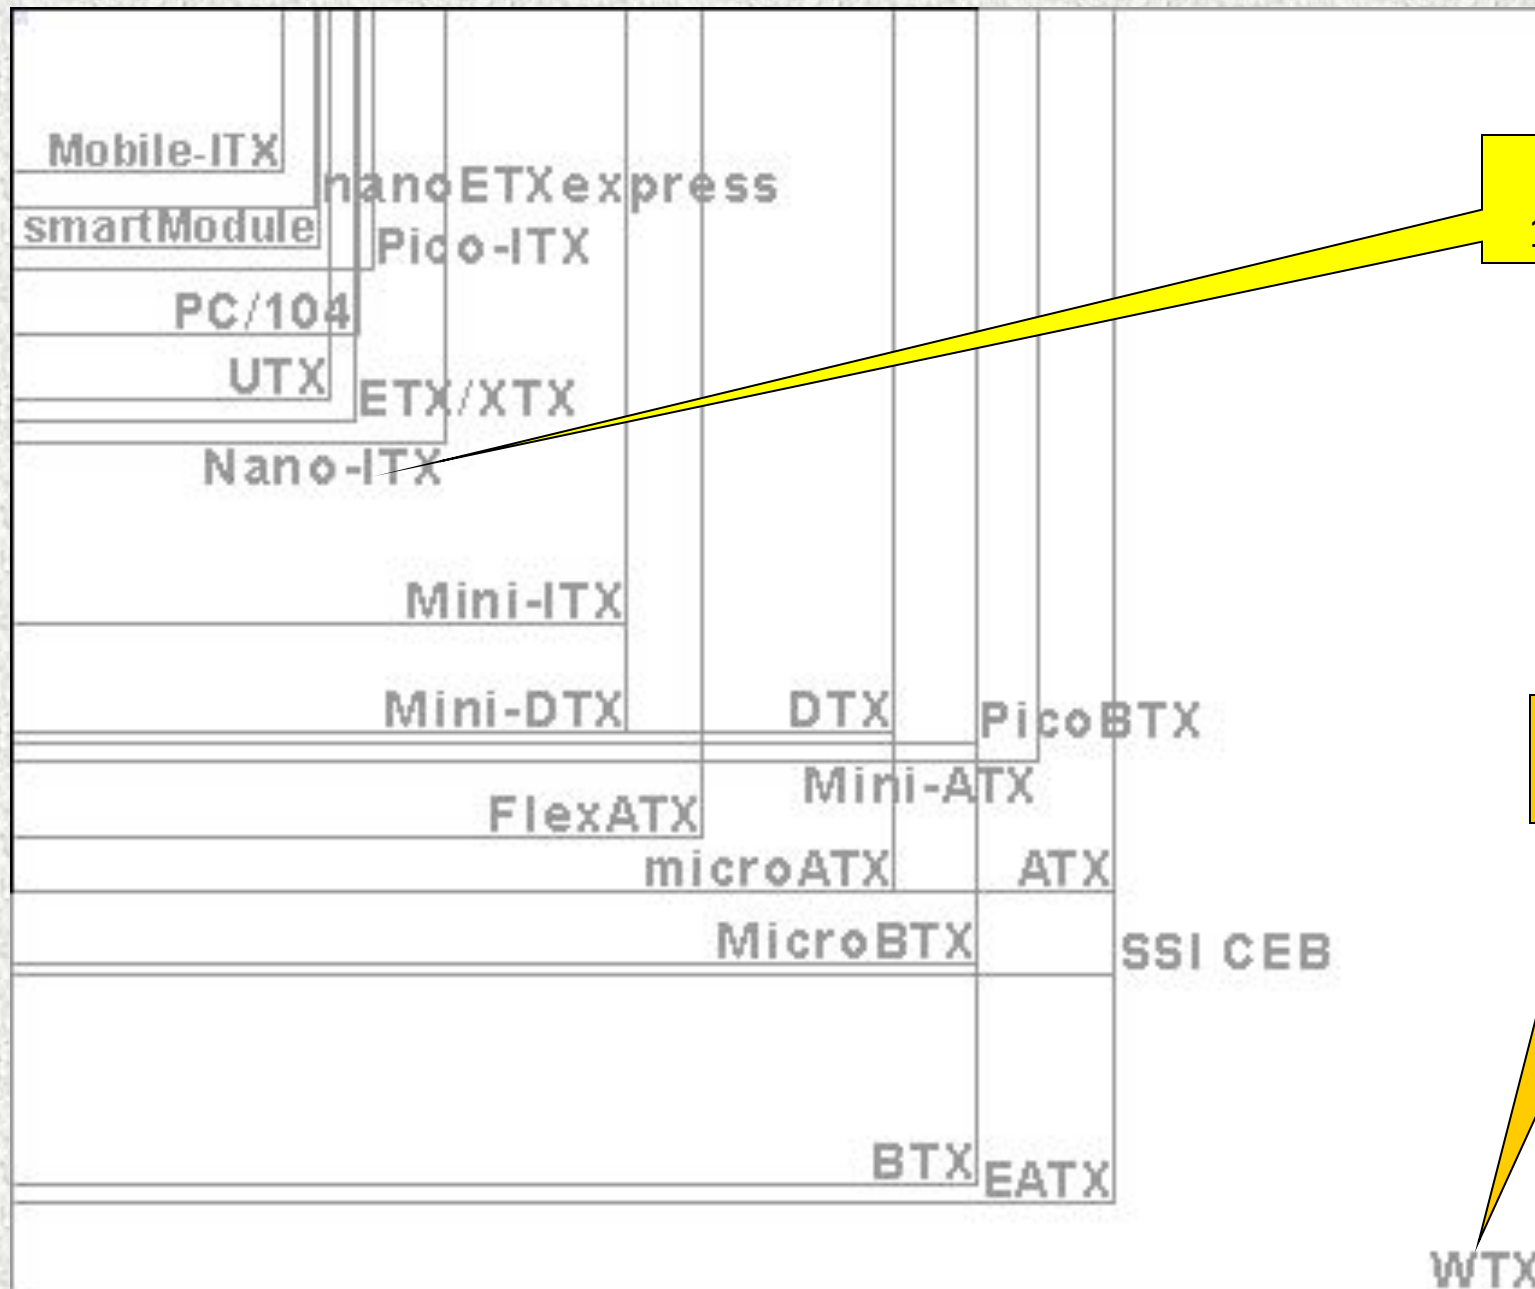 Mobile-ITX
nanoETXexpress
smartModule
Pico-ITX
PC/104
UTX
ETX/XTX
Nano-ITX
Mini-ITX
Mini-DTX
DTX
PicoBTX
Mini-ATX
FlexATX
microATX
ATX
MicroBTX
SSI CEB
BTX
EATX
WTX